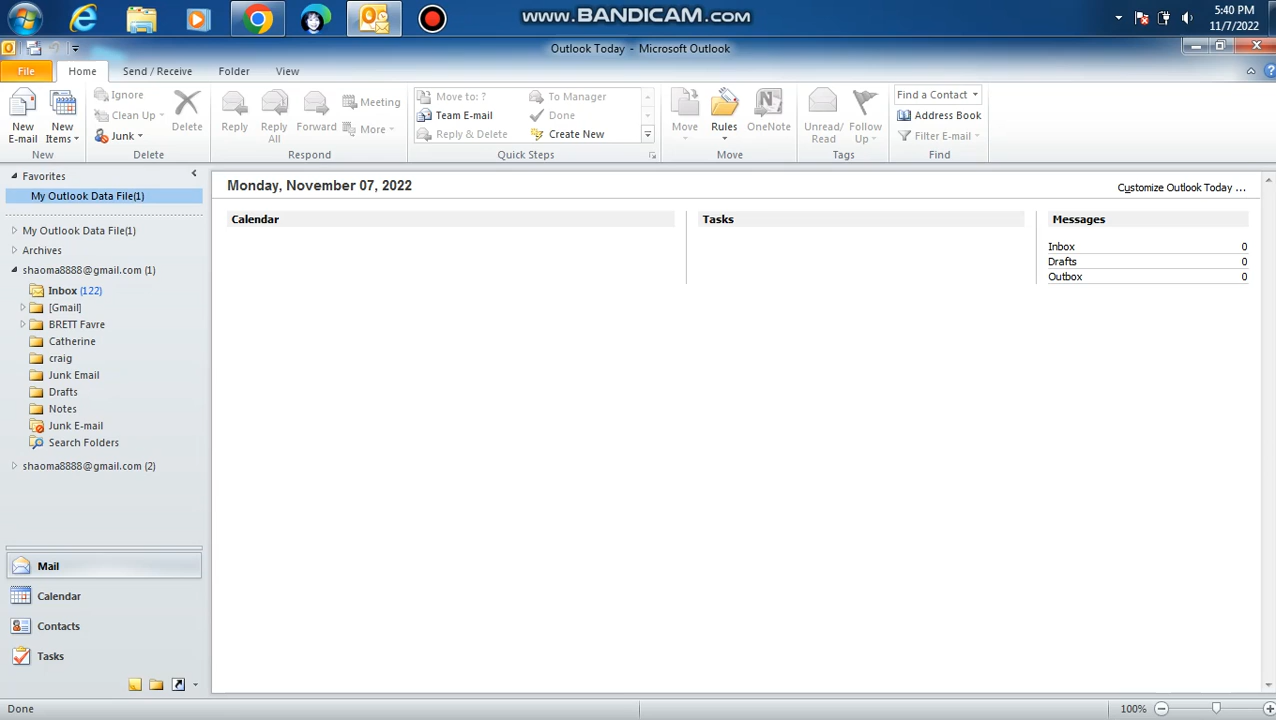 www.BANDICAM.com
5:40 PM
11/7/2022
Outlook Today - Microsoft Outlook
File Home Send / Receive Folder View
New E-mail
New Items
Ignore
Clean Up
Junk
Delete
Reply
Reply All
Forward
Meeting
More
Move to: ?
Team E-mail
Reply & Delete
To Manager
Done
Create New
Move
Rules
OneNote
Unread/ Read
Follow Up
Find a Contact
Address Book
Filter E-mail
New Delete Respond Quick Steps Move Tags Find
Favorites
My Outlook Data File(1)
My Outlook Data File(1)
Archives
shaoma8888@gmail.com (1)
Inbox (122)
[Gmail]
BRETT Favre
Catherine
craig
Junk Email
Drafts
Notes
Junk E-mail
Search Folders
shaoma8888@gmail.com (2)
Mail
Calendar
Contacts
Tasks
Monday, November 07, 2022
Customize Outlook Today ...
Calendar Tasks Messages
Inbox 0
Drafts 0
Outbox 0
Done
100%